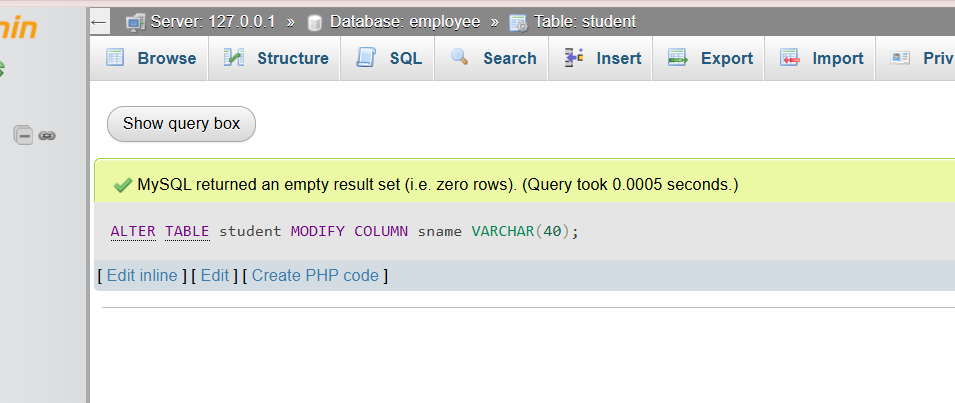 Server: 127.0.0.1 » Database: employee » Table: student
Browse Structure SQL Search Insert Export Import
Show query box
MySQL returned an empty result set (i.e. zero rows). (Query took 0.0005 seconds.)
ALTER TABLE student MODIFY COLUMN sname VARCHAR(40);
[ Edit inline ] [ Edit ] [ Create PHP code ]